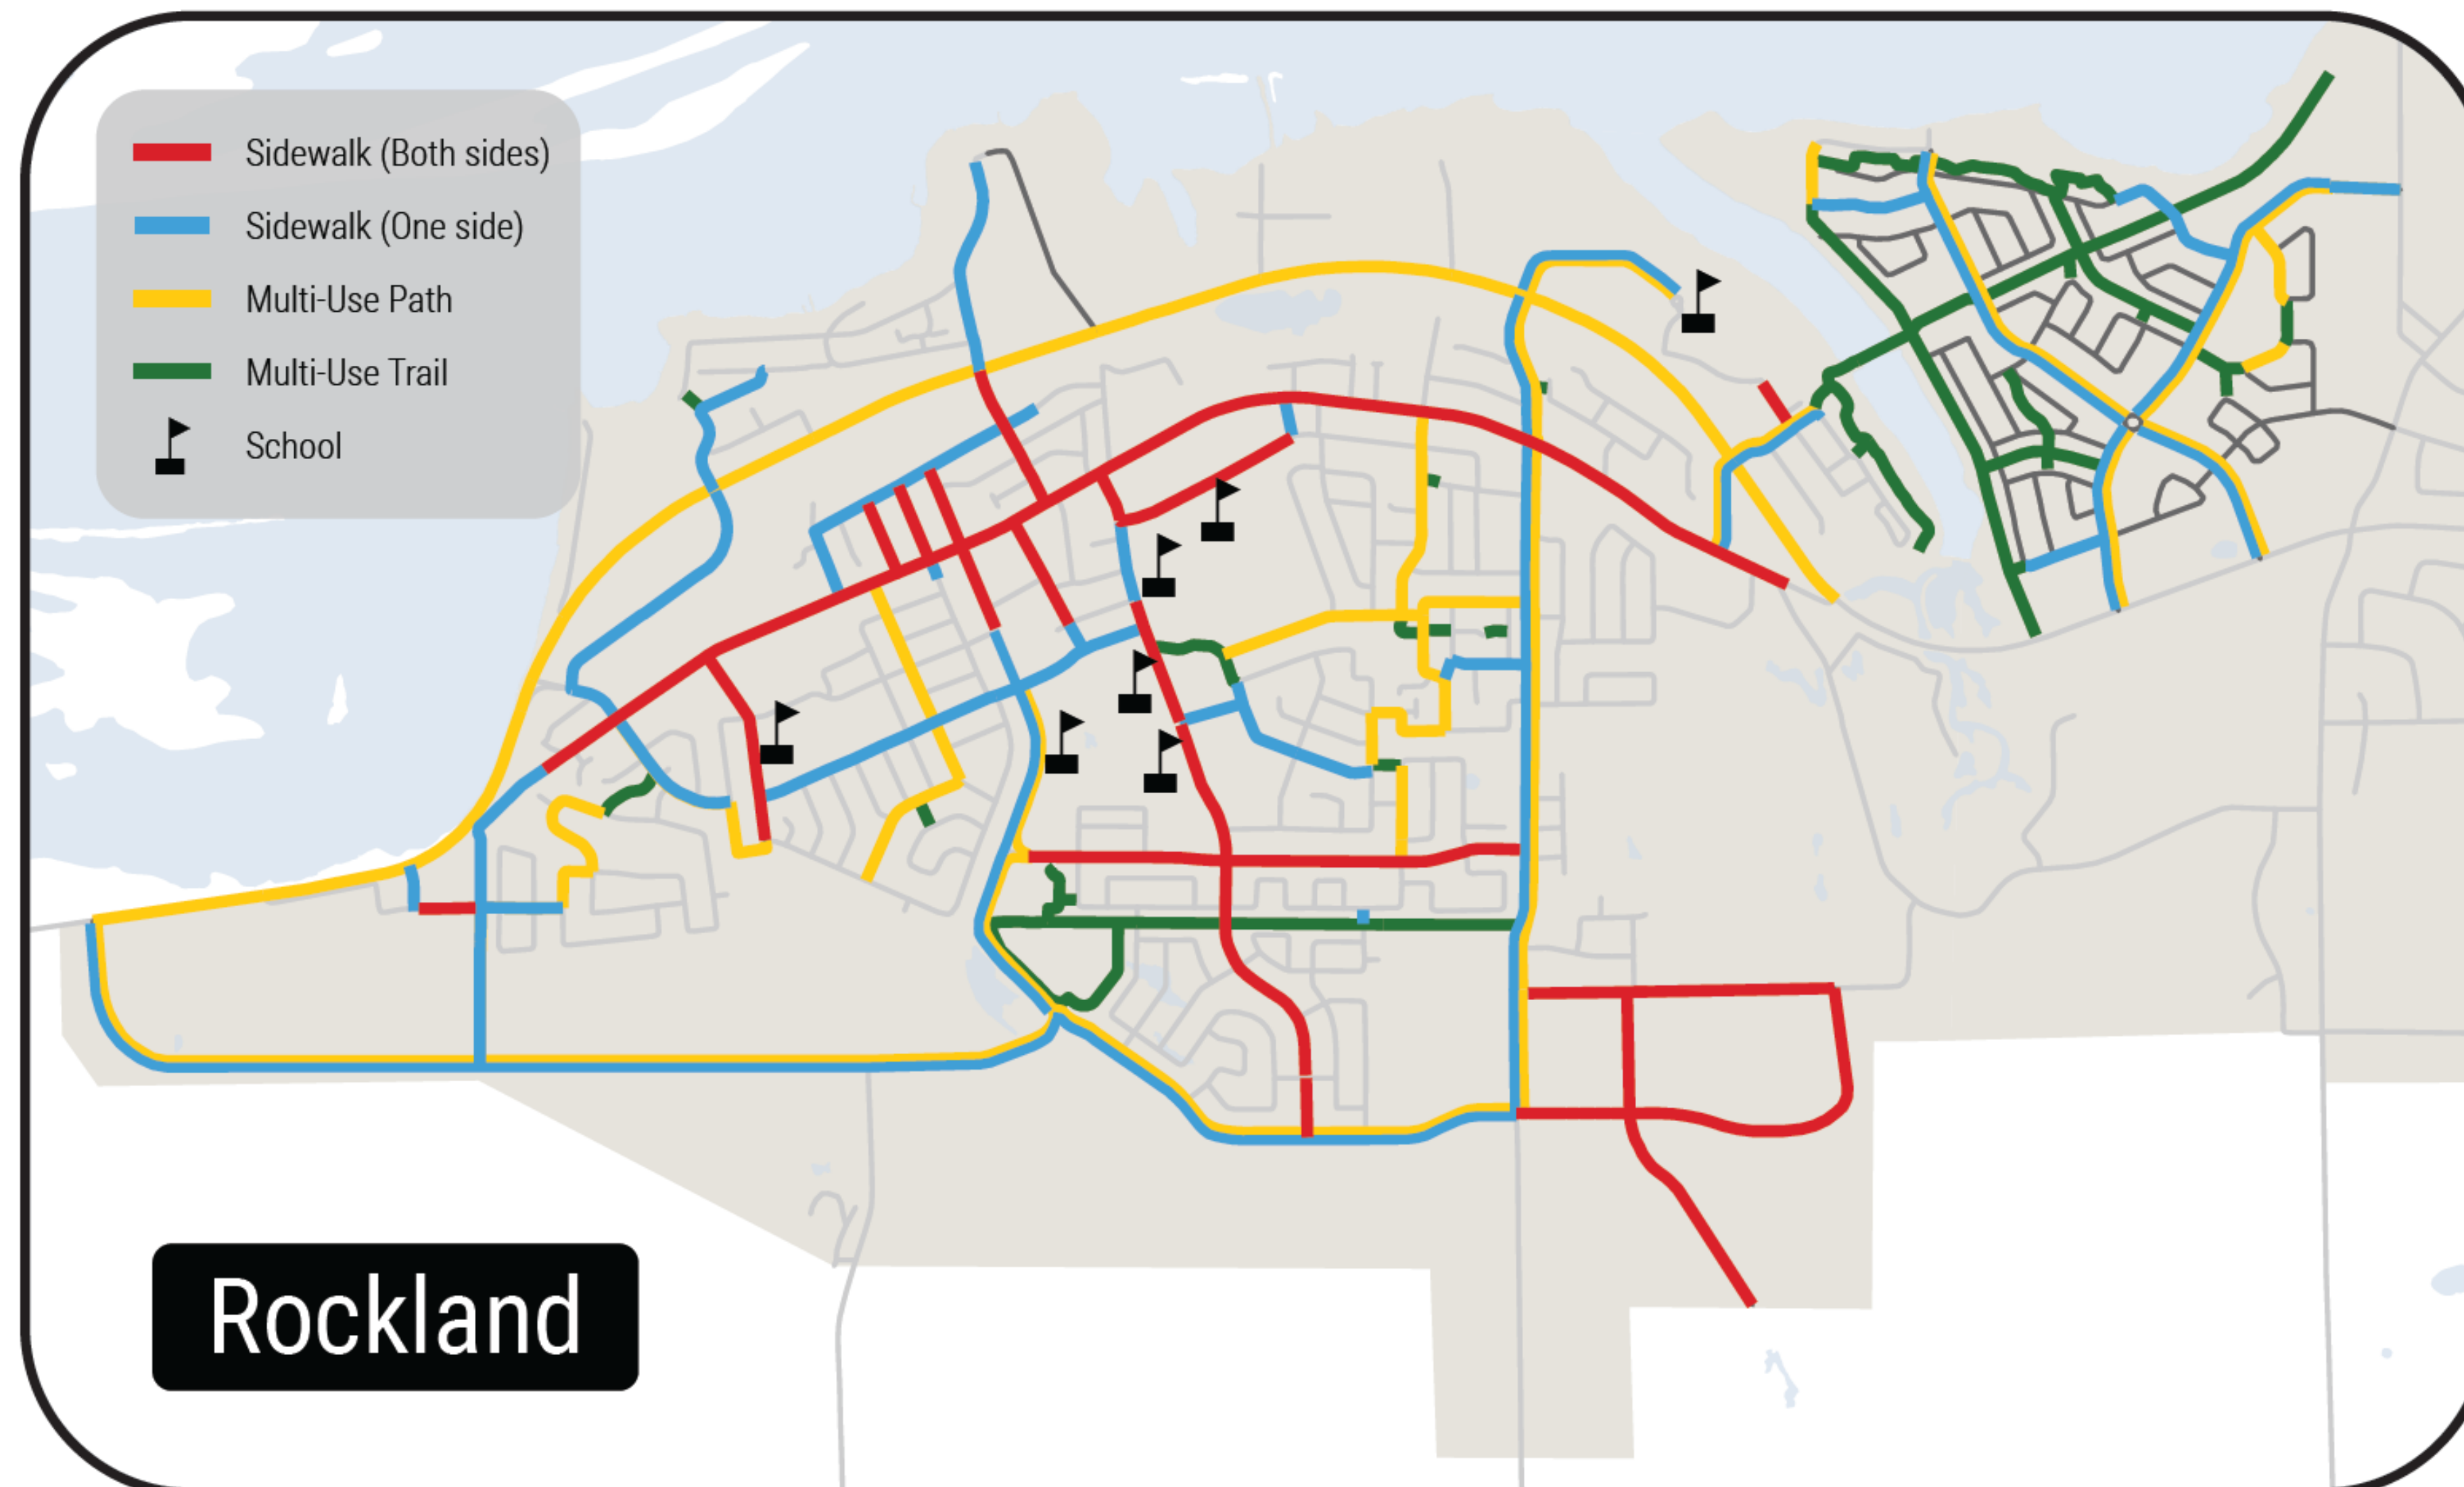 Sidewalk (Both sides)
Sidewalk (One side)
Multi-Use Path
Multi-Use Trail
School
Rockland